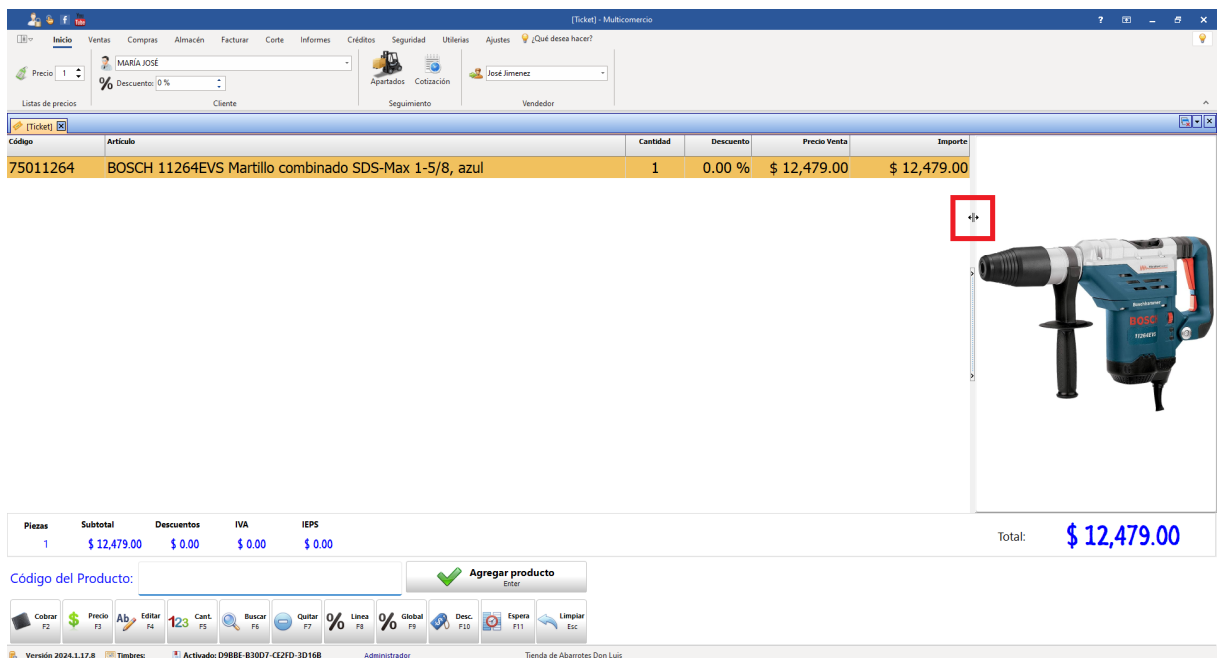 [Ticket] - Multicomercio
Inicio Ventas Compras Almacén Facturar Corte Informes Créditos Seguridad Utilerias Ajustes ¿Qué desea hacer?
Precio 1
MARÍA JOSÉ
Descuento: 0 %
Apartados Cotización
José Jimenez
Listas de precios Cliente Seguimiento Vendedor
[Ticket]
Código Artículo Cantidad Descuento Precio Venta Importe
75011264 BOSCH 11264EVS Martillo combinado SDS-Max 1-5/8, azul 1 0.00 % $ 12,479.00 $ 12,479.00
BOSCH
11264EVS
Piezas Subtotal Descuentos IVA IEPS
1 $ 12,479.00 $ 0.00 $ 0.00 $ 0.00
Total: $ 12,479.00
Código del Producto:
Agregar producto
Enter
Cobrar Precio Editar Cant. Buscar Quitar Linea Global Desc. Espera Limpiar
F2 F3 F4 F5 F6 F7 F8 F9 F10 F11 Esc
Versión 2024.1.17.8 Timbres: Activado: D9BBE-B30D7-CE2FD-3D16B Administrador Tienda de Abarrotes Don Luis